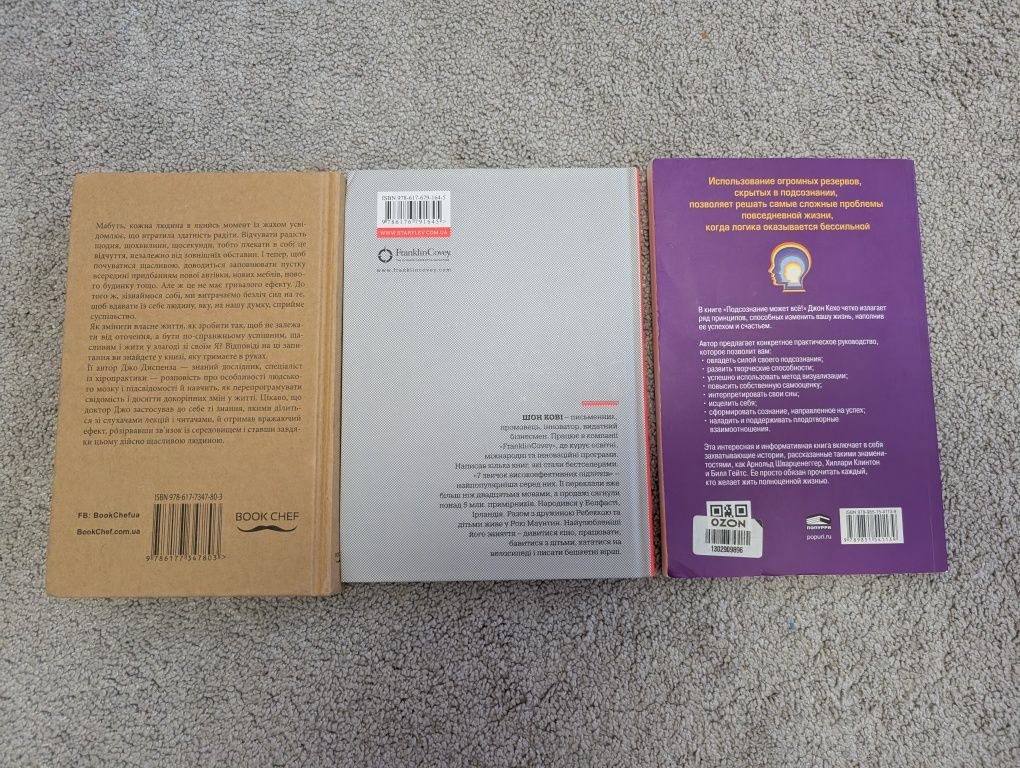 Мабуть, кожна людина в якийсь момент із жахом усві-
домлює, що втратила здатність радіти. Відчувати радість
щодня, щохвилини, щосекунди, тобто плекати в собі це
відчуття, незалежно від зовнішніх обставин. І тепер, щоб
почуватися щасливою, доводиться заповнювати пустку
всередині придбанням нової автівки, нових меблів, ново-
го будинку тощо. Але ж це не має тривалого ефекту. До
того ж, зізнаймося собі, ми витрачаємо безліч сил на те,
щоб вдавати із себе людину, яку, на нашу думку, сприйме
суспільство.
Як змінити власне життя, як зробити так, щоб не залежа-
ти від оточення, а бути по-справжньому успішним, щас-
ливим і жити у злагоді зі своїм Я? Відповіді на ці запи-
тання ви знайдете у книзі, яку тримаєте в руках.
Її автор Джо Диспенза — знаний дослідник, спеціаліст
із хіропрактики — розповість про особливості людсько-
го мозку і підсвідомості й навчить, як перепрограмувати
свідомість і досягти докорінних змін у житті. Цікаво, що
доктор Джо застосував до себе ті знання, якими ділить-
ся зі слухачами лекцій і читачами, й отримав вражаючий
ефект, розірвавши зв'язок із середовищем і ставши завдя-
ки цьому дійсно щасливою людиною.
FB: BookChefua
BookChef.com.ua
ISBN 978-617-7347-80-3
9 786177 347803
BOOK CHEF
ISBN 978-617-679-164-5
9 786176 791645
WWW.STARYLEV.COM.UA
FranklinCovey
www.franklincovey.com
ШОН КОВІ — письменник,
промовець, інноватор, видатний
бізнесмен. Працює в компанії
«FranklinCovey», де курує освітні,
міжнародні та інноваційні програми.
Написав кілька книг, які стали бестселерами.
«7 звичок високоефективних підлітків» —
найпопулярніша серед них. Її переклали вже
більш ніж двадцятьма мовами, а продажі сягнули
понад 5 млн. примірників. Народився у Белфасті,
Ірландія. Разом з дружиною Ребеккою та
дітьми живе у Рокі Маунтин. Найулюбленіші
його заняття – дивитися кіно, працювати,
бавитися з дітьми, кататися на
велосипеді і писати бешкетні вірші.
Использование огромных резервов,
скрытых в подсознании,
позволяет решать самые сложные проблемы
повседневной жизни,
когда логика оказывается бессильной
В книге «Подсознание может всё!» Джон Кехо четко излагает
ряд принципов, способных изменить вашу жизнь, наполнив
ее успехом и счастьем.
Автор предлагает конкретное практическое руководство,
которое позволит вам:
• овладеть силой своего подсознания;
• развить творческие способности;
• успешно использовать метод визуализации;
• повысить собственную самооценку;
• интерпретировать свои сны;
• исцелить себя;
• сформировать сознание, направленное на успех;
• наладить и поддерживать плодотворные
взаимоотношения.
Эта интересная и информативная книга включает в себя
захватывающие истории, рассказанные такими знамени-
тостями, как Арнольд Шварценеггер, Хиллари Клинтон
и Билл Гейтс. Ее просто обязан прочитать каждый,
кто желает жить полноценной жизнью.
OZON
1302909896
ПОПУРРИ
popuri.ru